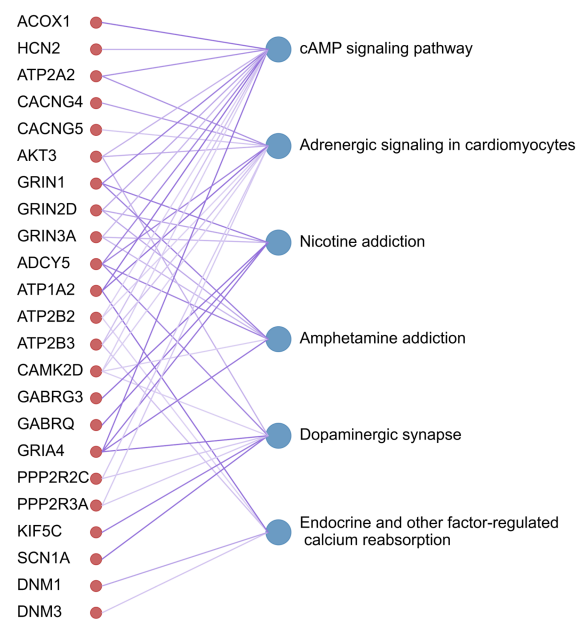 ACOX1
HCN2
ATP2A2
CACNG4
CACNG5
AKT3
GRIN1
GRIN2D
GRIN3A
ADCY5
ATP1A2
ATP2B2
ATP2B3
CAMK2D
GABRG3
GABRQ
GRIA4
PPP2R2C
PPP2R3A
KIF5C
SCN1A
DNM1
DNM3
cAMP signaling pathway
Adrenergic signaling in cardiomyocytes
Nicotine addiction
Amphetamine addiction
Dopaminergic synapse
Endocrine and other factor-regulated
calcium reabsorption